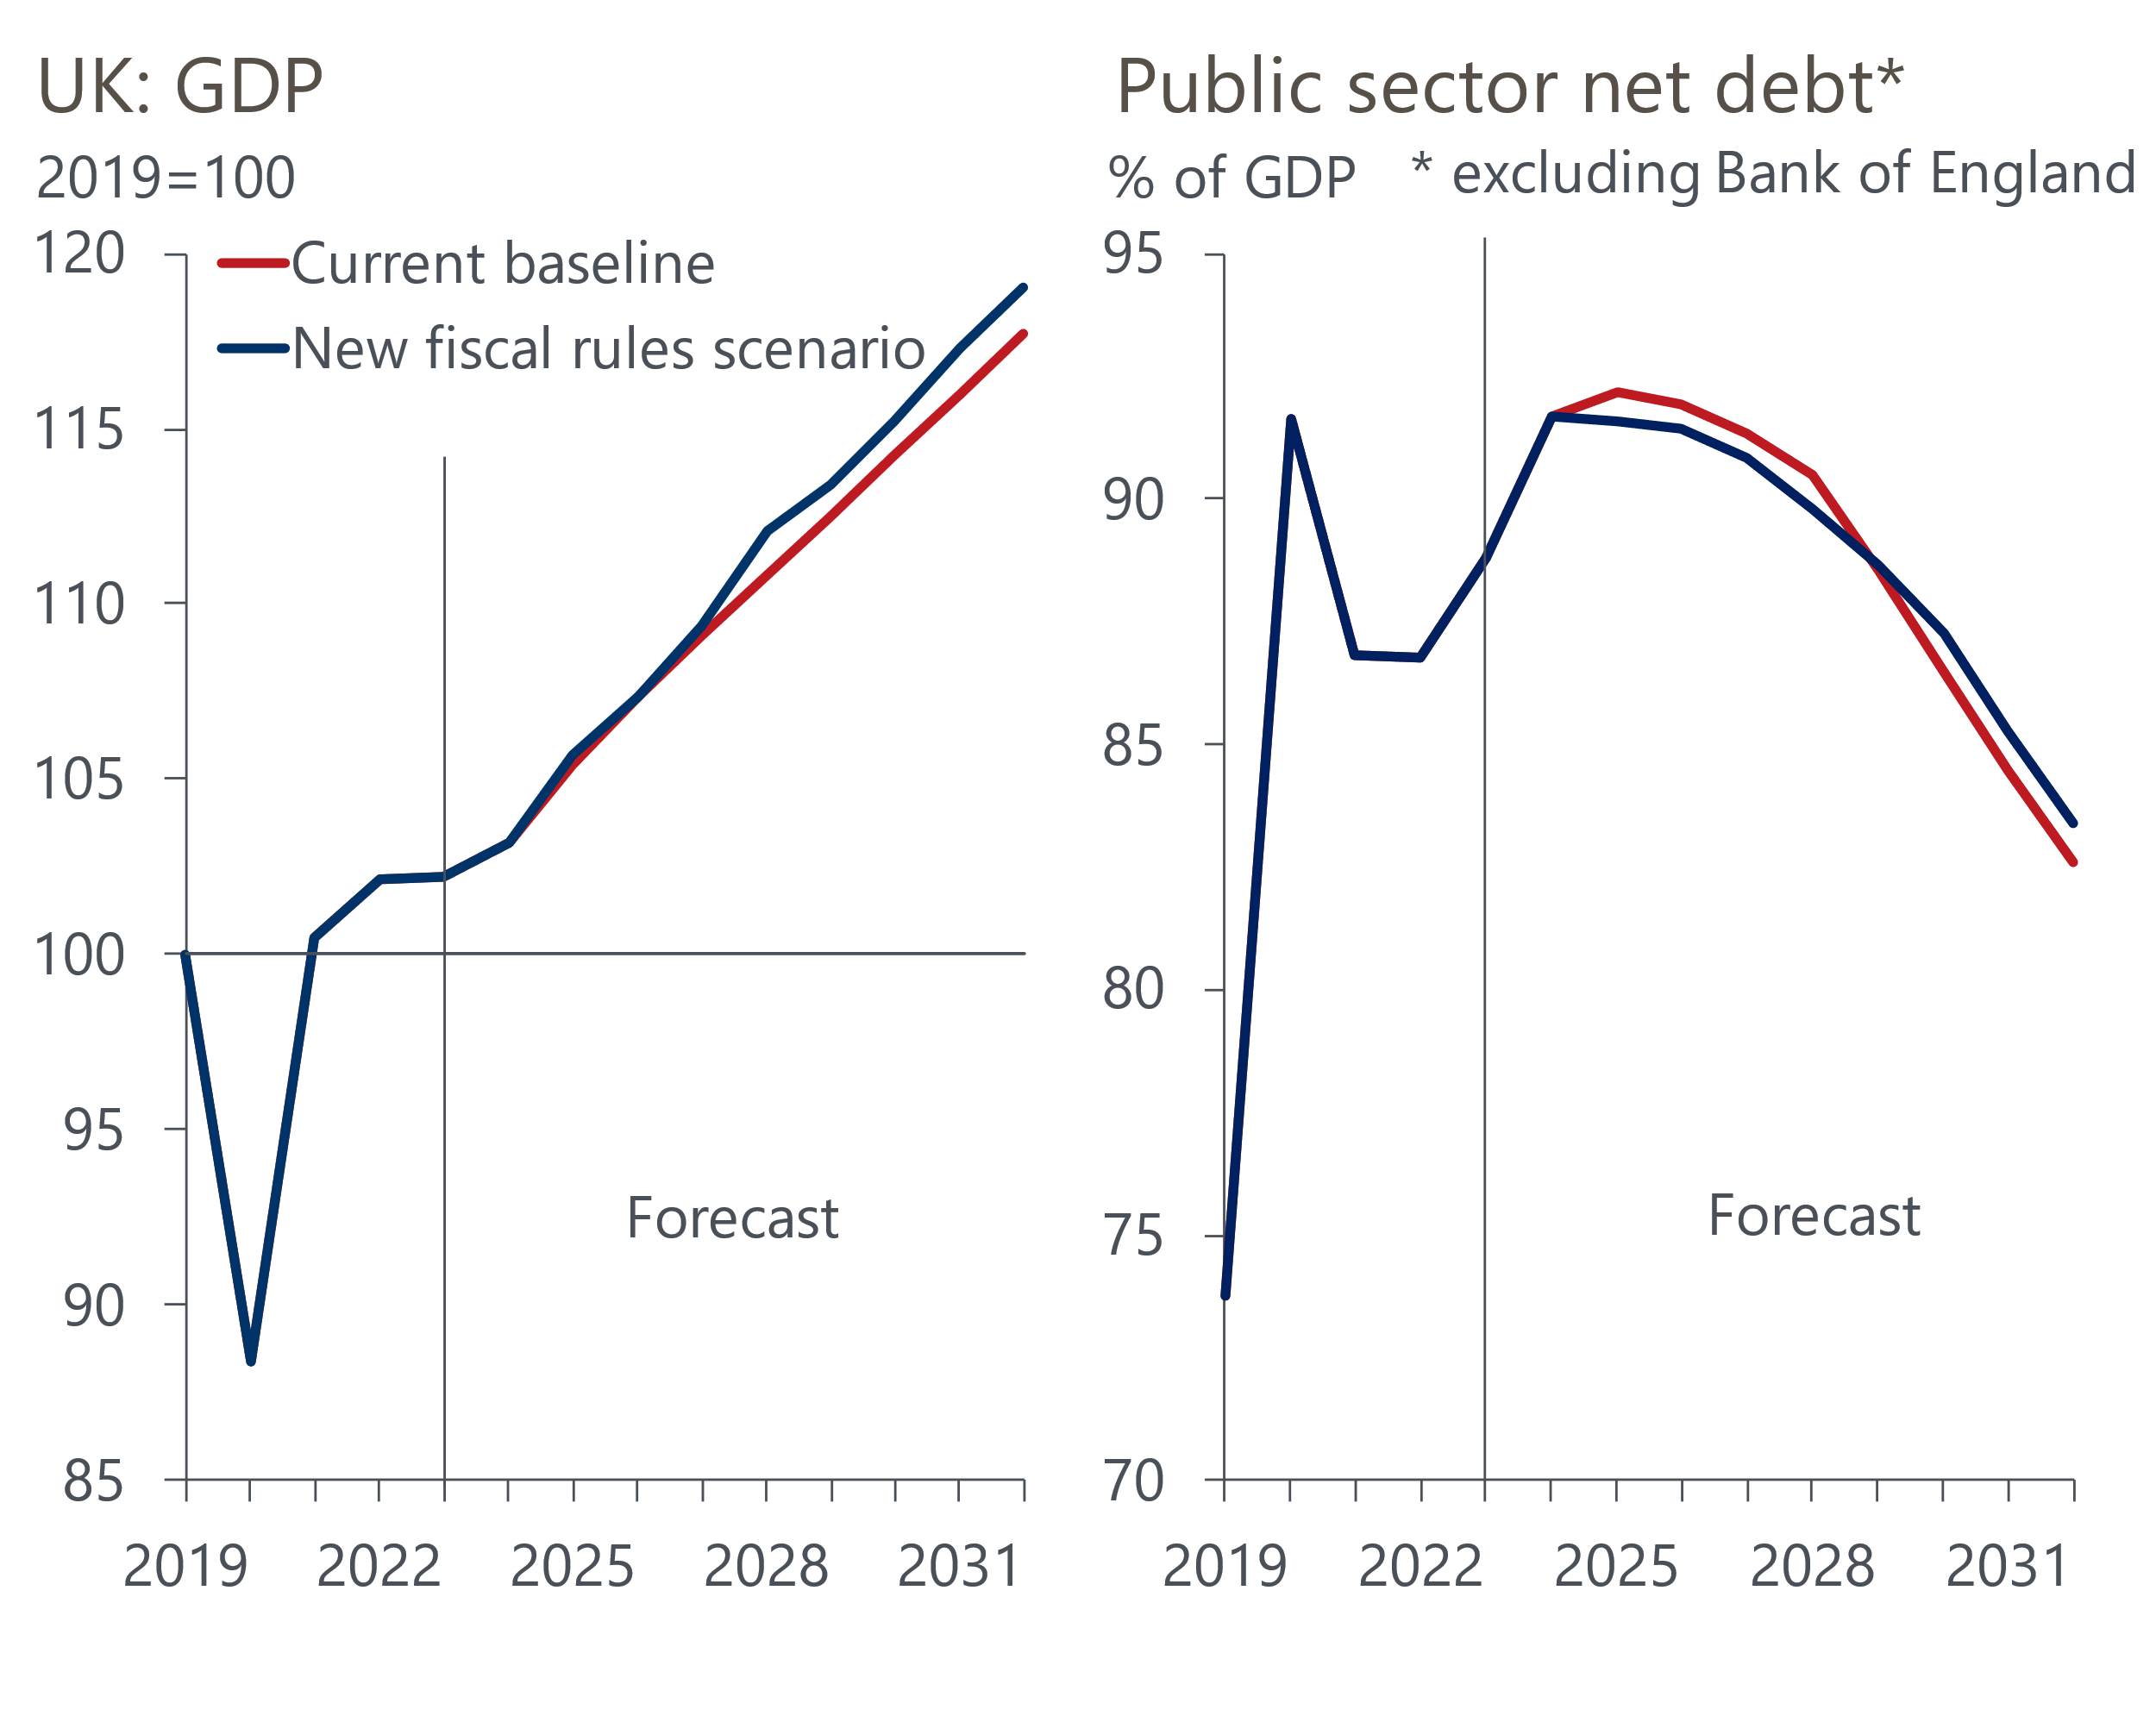 UK: GDP
2019=100
120
115
110
105
100
95
90
85
Current baseline
New fiscal rules scenario
Forecast
2019 2022 2025 2028 2031
Public sector net debt*
% of GDP * excluding Bank of England
95
90
85
80
75
70
Forecast
2019 2022 2025 2028 2031